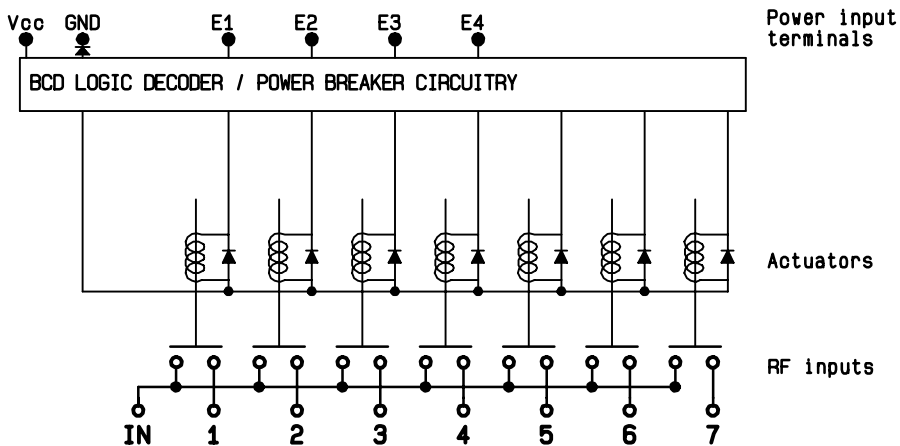 Vcc GND E1 E2 E3 E4
Power input
terminals
BCD LOGIC DECODER / POWER BREAKER CIRCUITRY
Actuators
RF inputs
IN 1 2 3 4 5 6 7